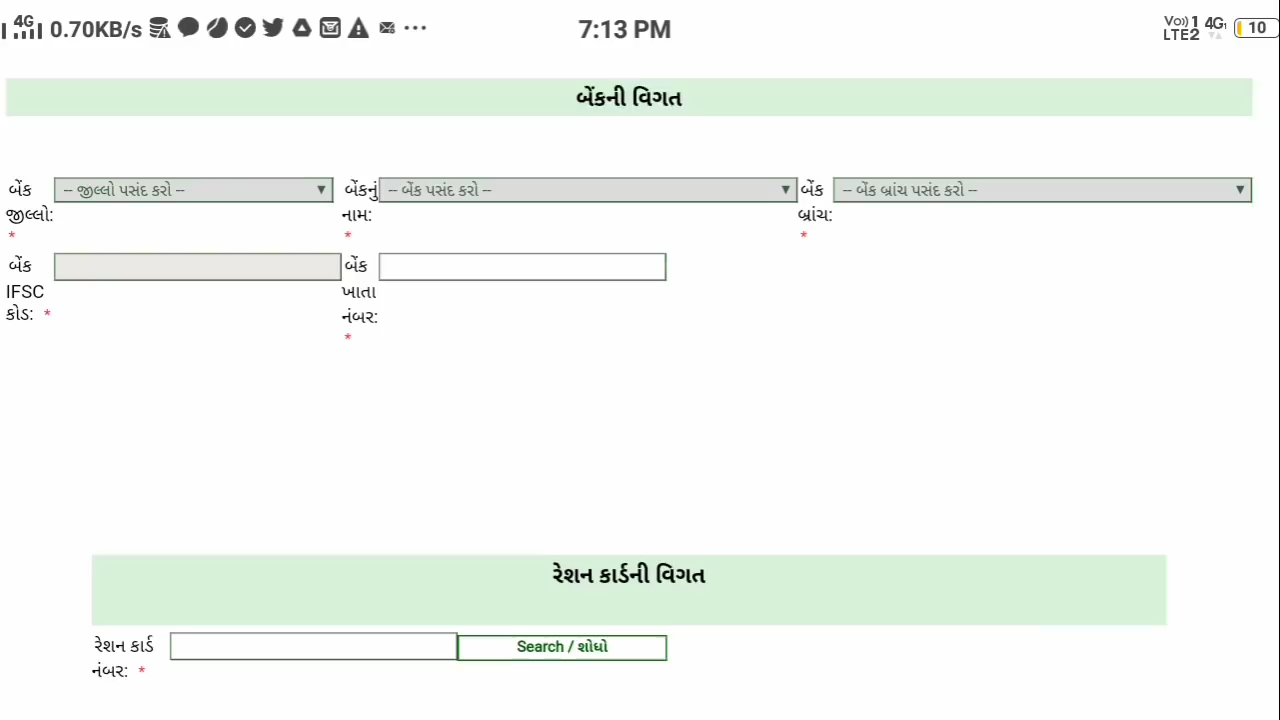 4G 0.70KB/s 7:13 PM Vo)) 1 LTE2 4G 10
બેંકની વિગત
બેંક જીલ્લો: * -- જીલ્લો પસંદ કરો -- બેંકનું નામ: * -- બેંક પસંદ કરો -- બેંક બ્રાંચ: * -- બેંક બ્રાંચ પસંદ કરો --
બેંક IFSC કોડ: * બેંક ખાતા નંબર: *
રેશન કાર્ડની વિગત
રેશન કાર્ડ નંબર: * Search / શોધો